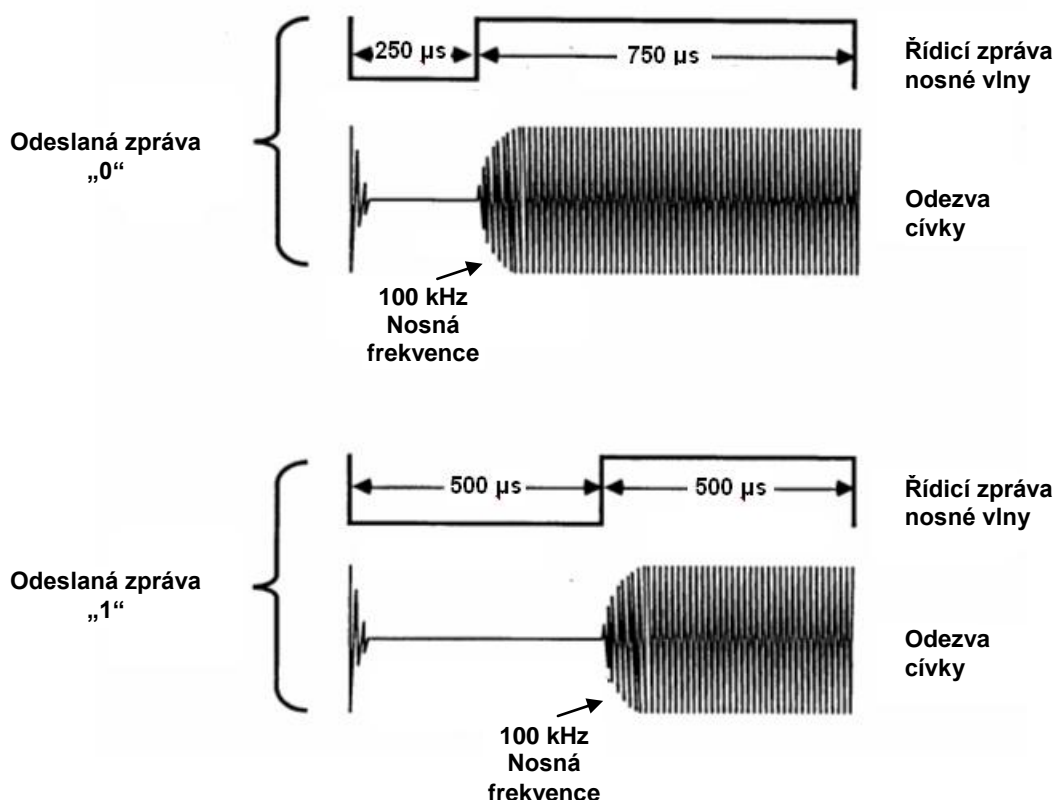 250 µs
750 µs
Řídicí zpráva
nosné vlny
Odeslaná zpráva
„0“
Odezva
cívky
100 kHz
Nosná
frekvence
500 µs
500 µs
Řídicí zpráva
nosné vlny
Odeslaná zpráva
„1“
Odezva
cívky
100 kHz
Nosná
frekvence